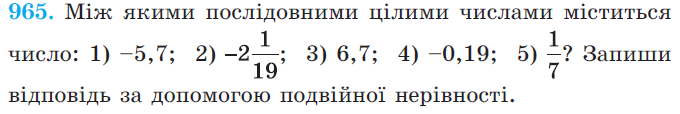 965. Між якими послідовними цілими числами міститься
число: 1) –5,7; 2) –2 1/19; 3) 6,7; 4) –0,19; 5) 1/7? Запиши
відповідь за допомогою подвійної нерівності.